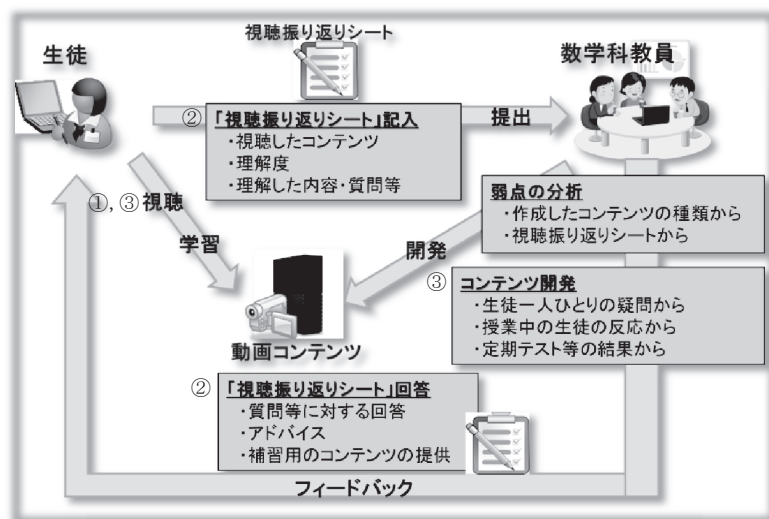 視聴振り返りシート
生徒
数学科教員
② 「視聴振り返りシート」記入
・視聴したコンテンツ
・理解度
・理解した内容・質問等
提出
①,③視聴
学習
弱点の分析
・作成したコンテンツの種類から
・視聴振り返りシートから
開発
③ コンテンツ開発
・生徒一人ひとりの疑問から
・授業中の生徒の反応から
・定期テスト等の結果から
動画コンテンツ
② 「視聴振り返りシート」回答
・質問等に対する回答
・アドバイス
・補習用のコンテンツの提供
フィードバック